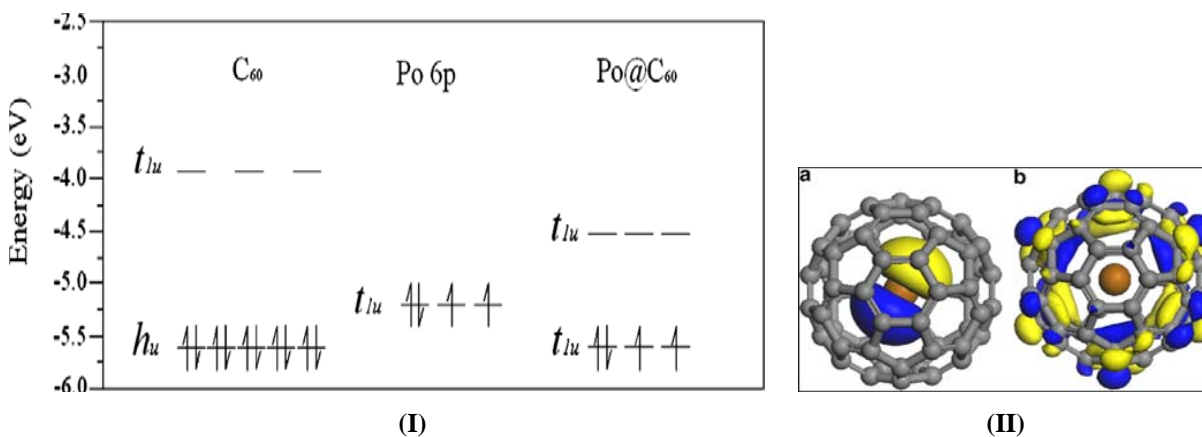 -2.5
C₆₀ Po 6p Po@C₆₀
-3.0
-3.5
t₁ᵤ
-4.0
-4.5
t₁ᵤ
-5.0
t₁ᵤ
-5.5
hᵤ
t₁ᵤ
-6.0
Energy (eV)
a
b
(I)
(II)